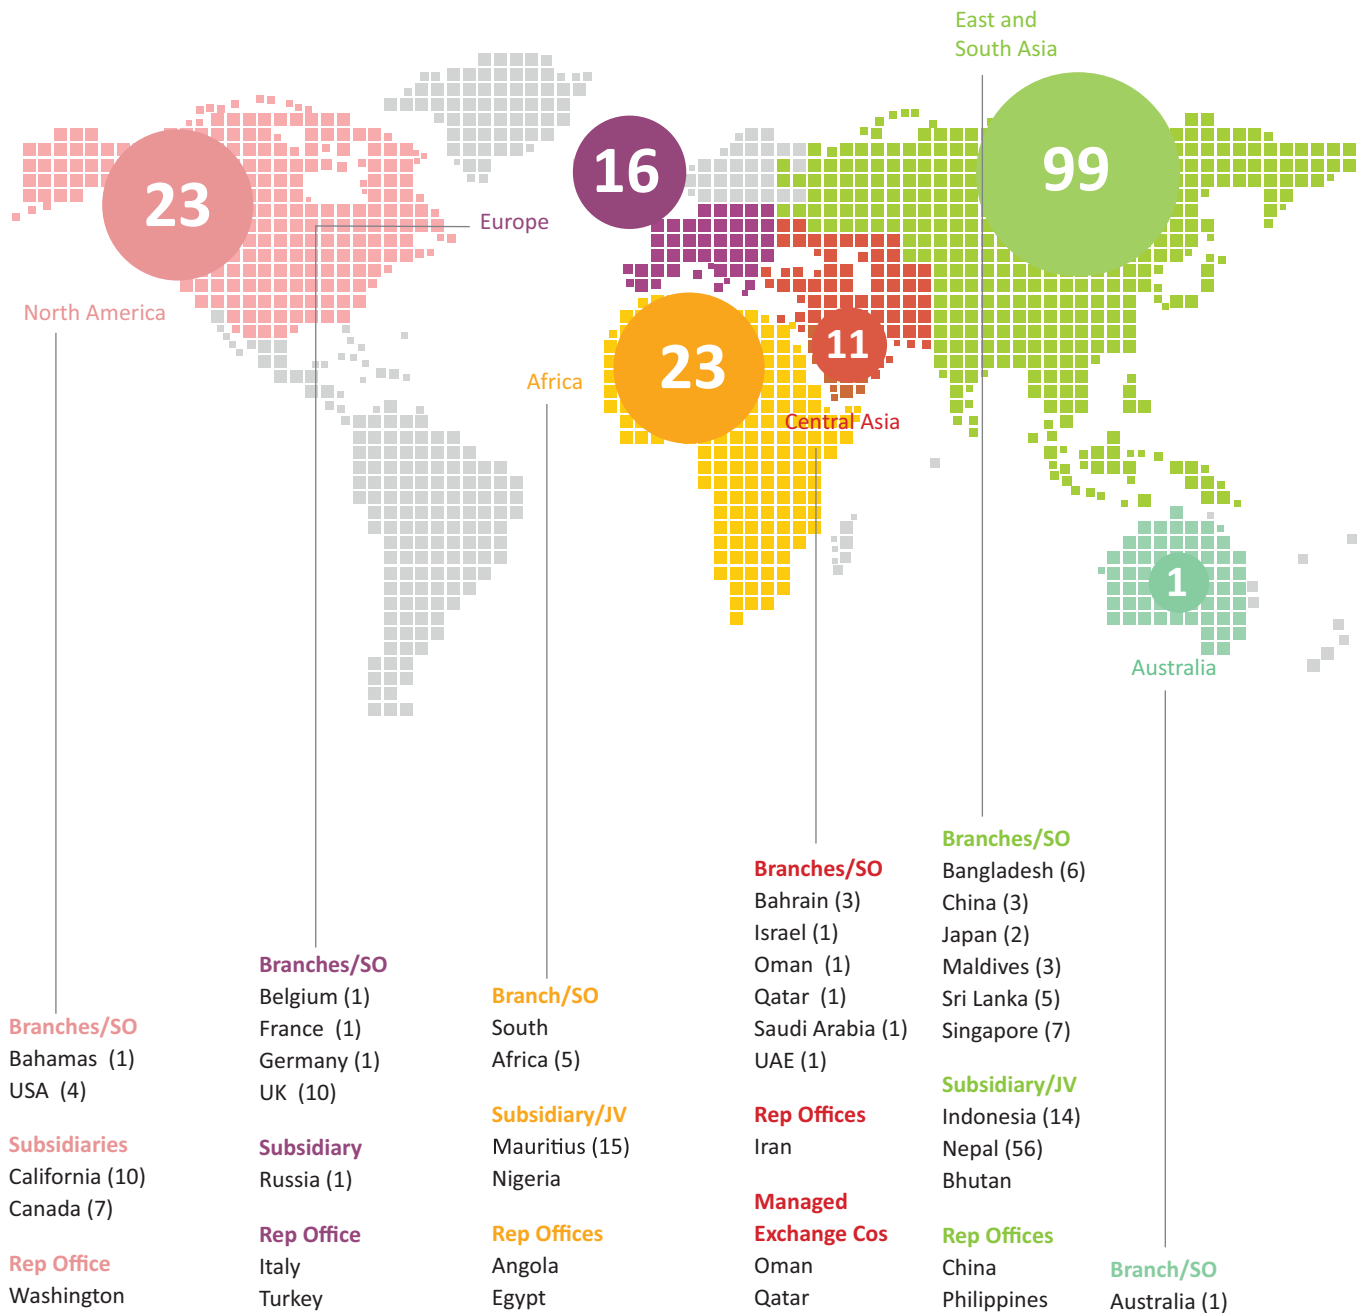 East and
South Asia
99
16
23
Europe
North America
11
23
Africa
Central Asia
1
Australia
Branches/SO
Bahamas (1)
USA (4)
Subsidiaries
California (10)
Canada (7)
Rep Office
Washington
Branches/SO
Belgium (1)
France (1)
Germany (1)
UK (10)
Subsidiary
Russia (1)
Rep Office
Italy
Turkey
Branch/SO
South
Africa (5)
Subsidiary/JV
Mauritius (15)
Nigeria
Rep Offices
Angola
Egypt
Branches/SO
Bahrain (3)
Israel (1)
Oman (1)
Qatar (1)
Saudi Arabia (1)
UAE (1)
Rep Offices
Iran
Managed
Exchange Cos
Oman
Qatar
Branches/SO
Bangladesh (6)
China (3)
Japan (2)
Maldives (3)
Sri Lanka (5)
Singapore (7)
Subsidiary/JV
Indonesia (14)
Nepal (56)
Bhutan
Rep Offices
China
Philippines
Branch/SO
Australia (1)